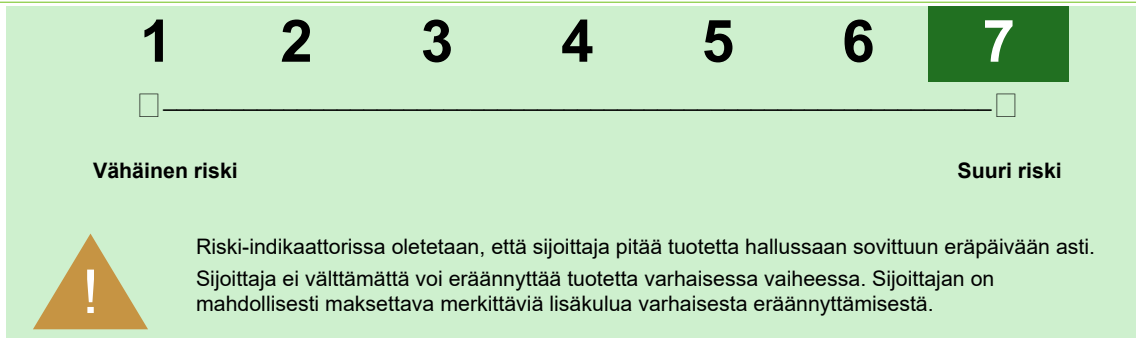 1 2 3 4 5 6 7
Vähäinen riski Suuri riski
Riski-indikaattorissa oletetaan, että sijoittaja pitää tuotetta hallussaan sovittuun eräpäivään asti.
Sijoittaja ei välttämättä voi eräännyttää tuotetta varhaisessa vaiheessa. Sijoittajan on
mahdollisesti maksettava merkittäviä lisäkulua varhaisesta eräännyttämisestä.
!